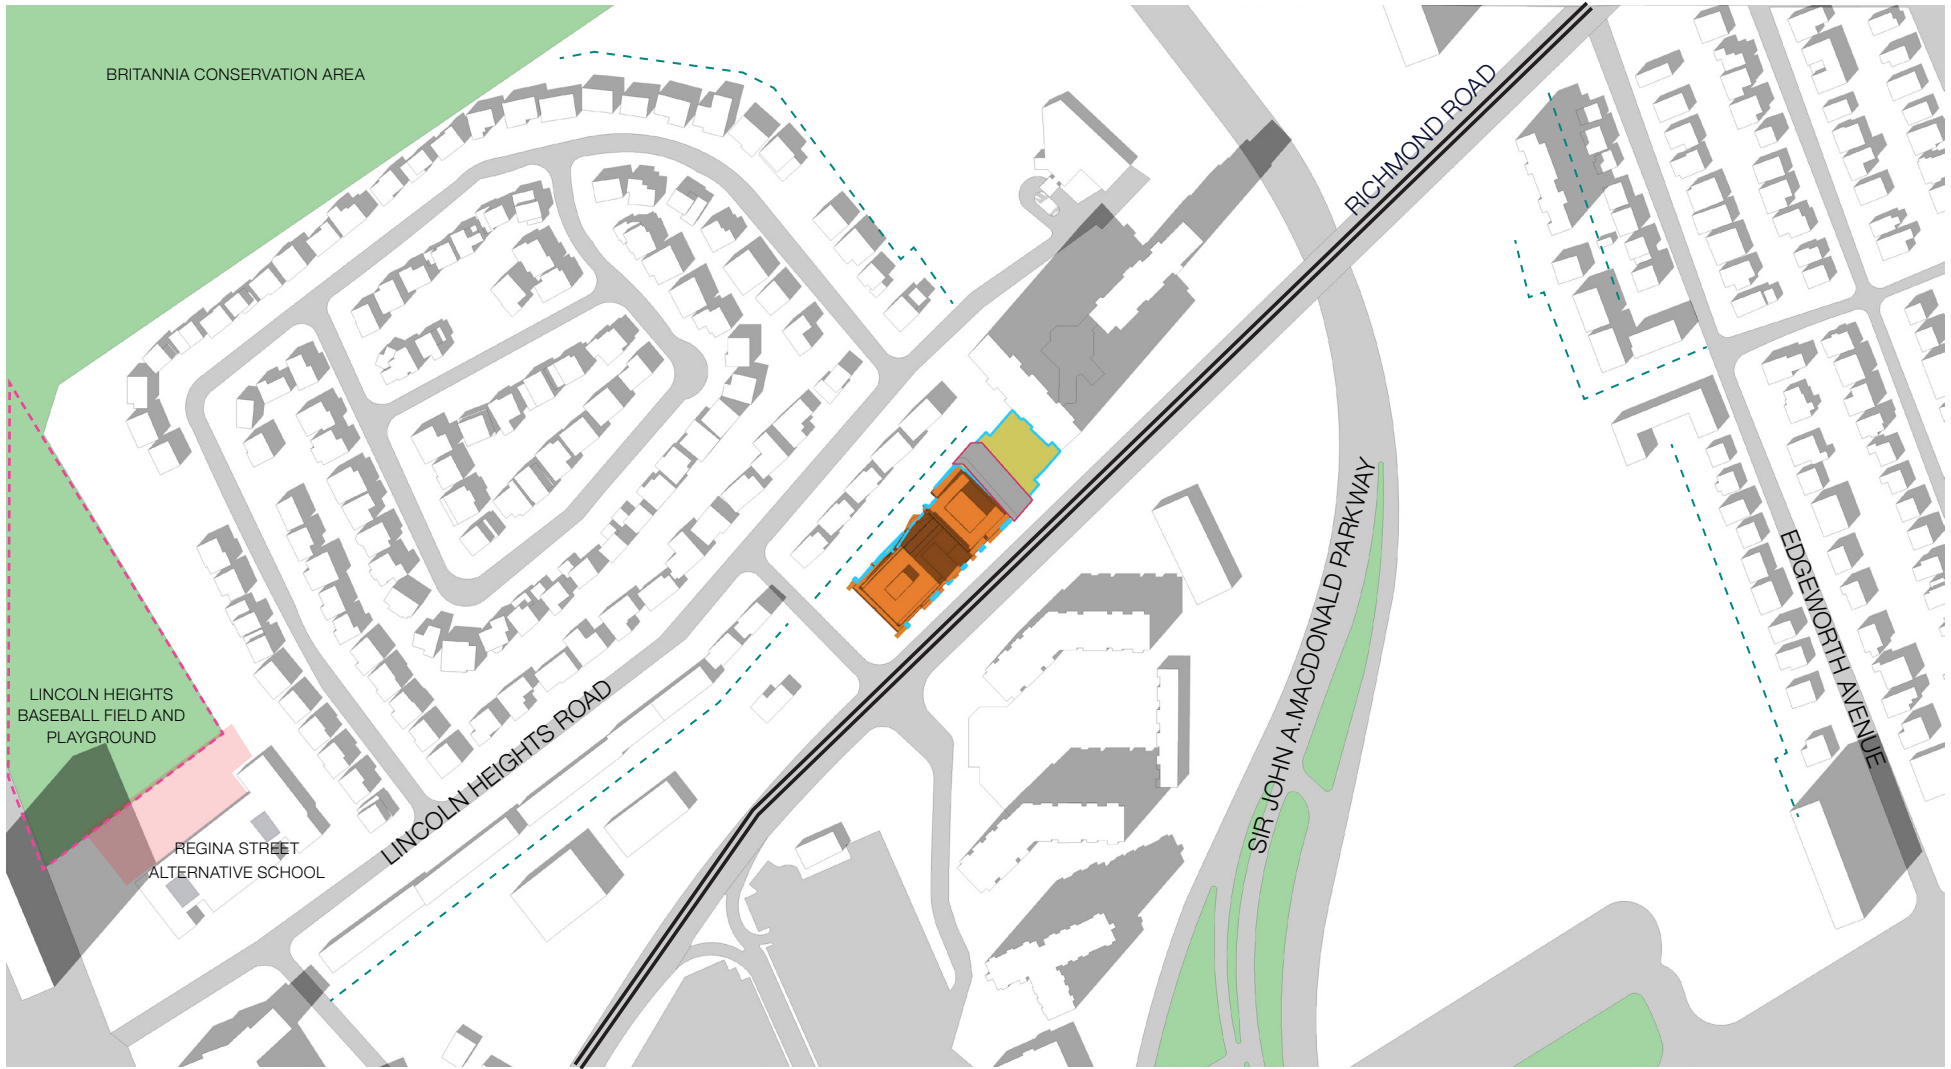 BRITANNIA CONSERVATION AREA
RICHMOND ROAD
SIR JOHN A.MACDONALD PARKWAY
EDGEWORTH AVENUE
LINCOLN HEIGHTS
BASEBALL FIELD AND
PLAYGROUND
LINCOLN HEIGHTS ROAD
REGINA STREET
ALTERNATIVE SCHOOL